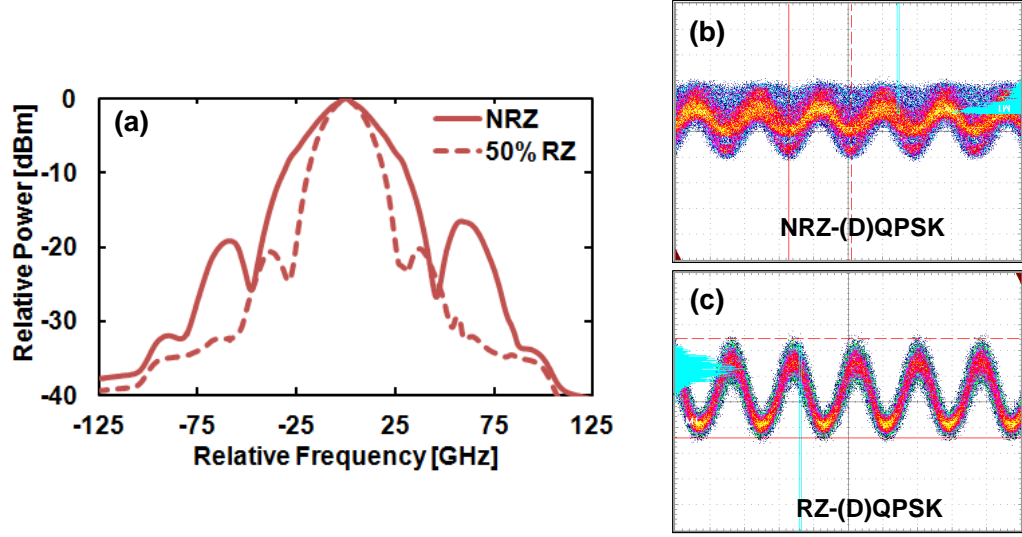 (a)
NRZ
50% RZ
Relative Power [dBm]
0
-10
-20
-30
-40
-125
-75
-25
25
75
125
Relative Frequency [GHz]
(b)
NRZ-(D)QPSK
(c)
RZ-(D)QPSK